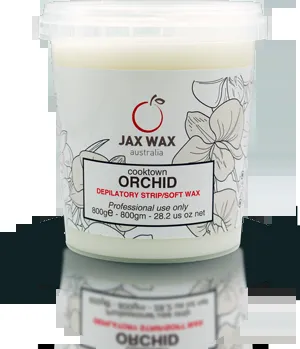 JAX WAX
australia
cooktown
ORCHID
DEPILATORY STRIP/SOFT WAX
Professional use only
800g℮ - 800gm - 28.2 us oz net